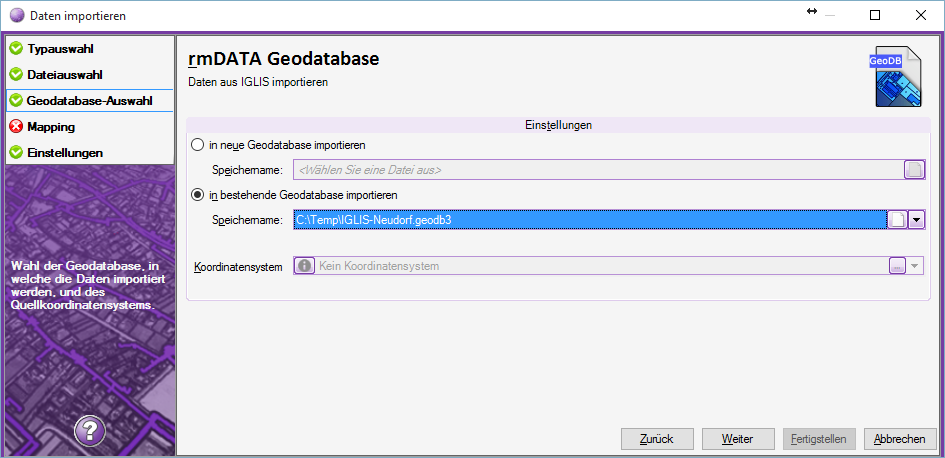 Daten importieren
Typauswahl
Dateiauswahl
Geodatabase-Auswahl
Mapping
Einstellungen
Wahl der Geodatabase, in
welche die Daten importiert
werden, und des
Quellkoordinatensystems.
?
rmDATA Geodatabase
Daten aus IGLIS importieren
GeoDB
Einstellungen
in neue Geodatabase importieren
Speichername: <Wählen Sie eine Datei aus>
in bestehende Geodatabase importieren
Speichername: C:\Temp\IGLIS-Neudorf.geodb3
Koordinatensystem Kein Koordinatensystem ...
Zurück Weiter Fertigstellen Abbrechen